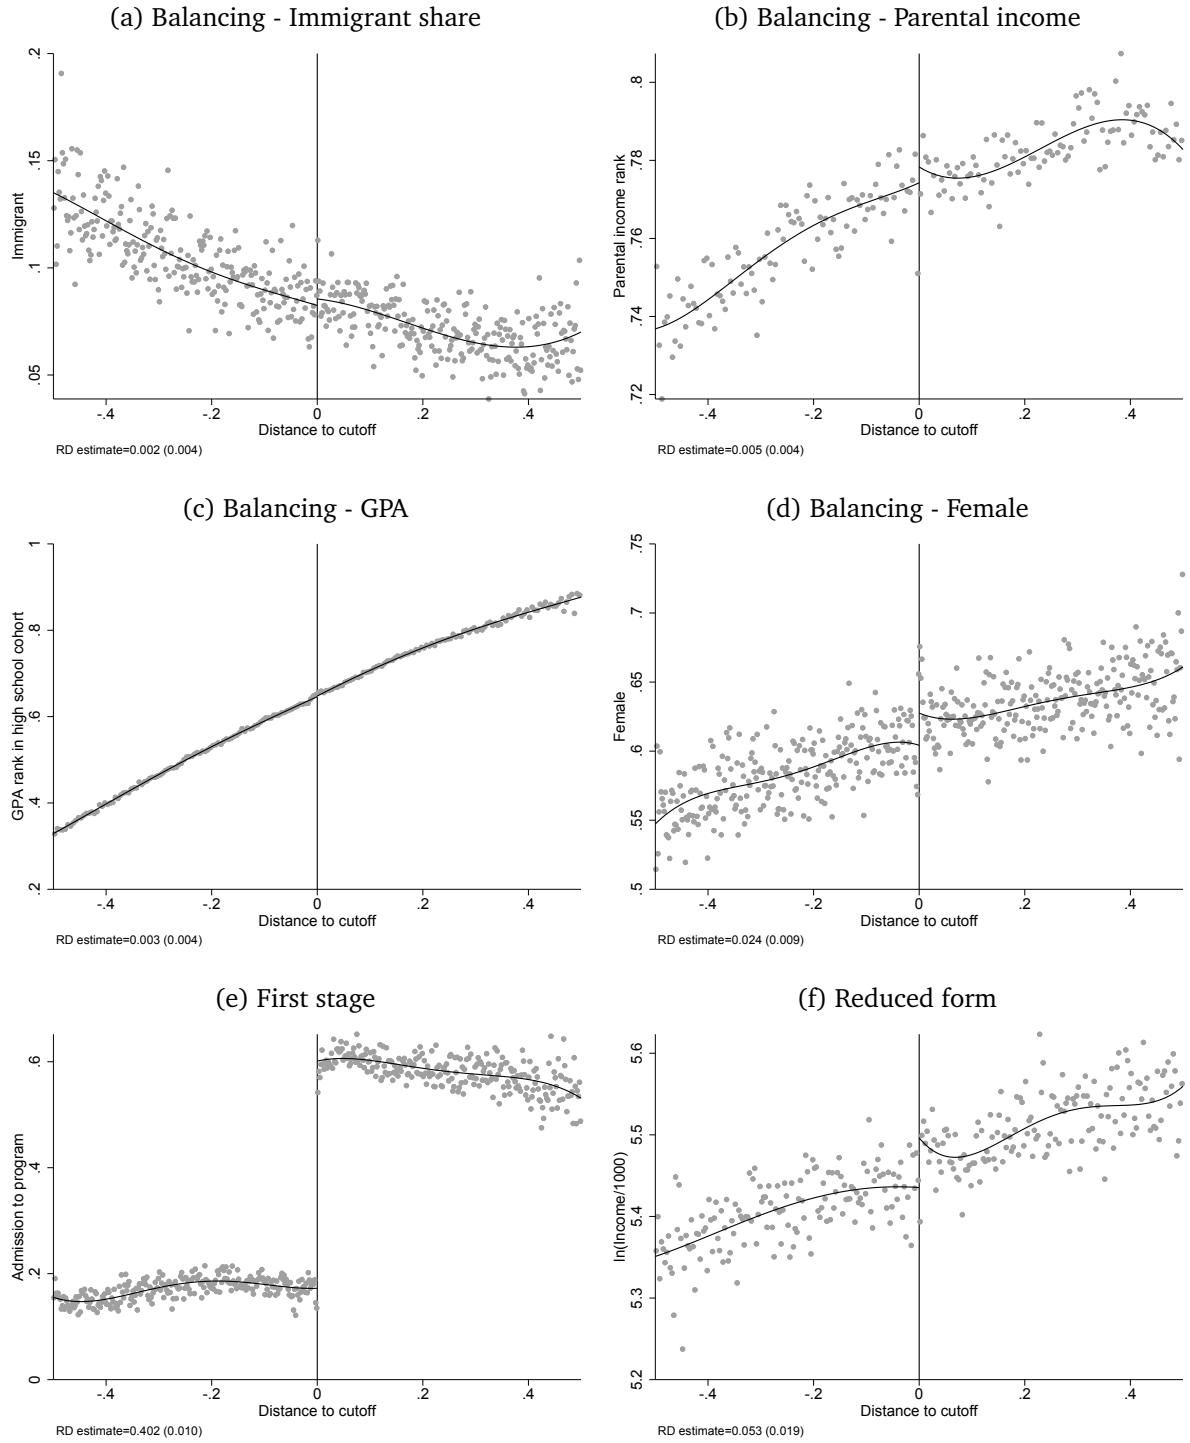 (a) Balancing - Immigrant share
.2
.15
.1
.05
Immigrant
-.4 -.2 0 .2 .4
Distance to cutoff
RD estimate=0.002 (0.004)
(b) Balancing - Parental income
.8
.78
.76
.74
.72
Parental income rank
-.4 -.2 0 .2 .4
Distance to cutoff
RD estimate=0.005 (0.004)
(c) Balancing - GPA
1
.8
.6
.4
.2
GPA rank in high school cohort
-.4 -.2 0 .2 .4
Distance to cutoff
RD estimate=0.003 (0.004)
(d) Balancing - Female
.75
.7
.65
.6
.55
.5
Female
-.4 -.2 0 .2 .4
Distance to cutoff
RD estimate=0.024 (0.009)
(e) First stage
.6
.4
.2
0
Admission to program
-.4 -.2 0 .2 .4
Distance to cutoff
RD estimate=0.402 (0.010)
(f) Reduced form
5.6
5.5
5.4
5.3
5.2
ln(Income/1000)
-.4 -.2 0 .2 .4
Distance to cutoff
RD estimate=0.053 (0.019)